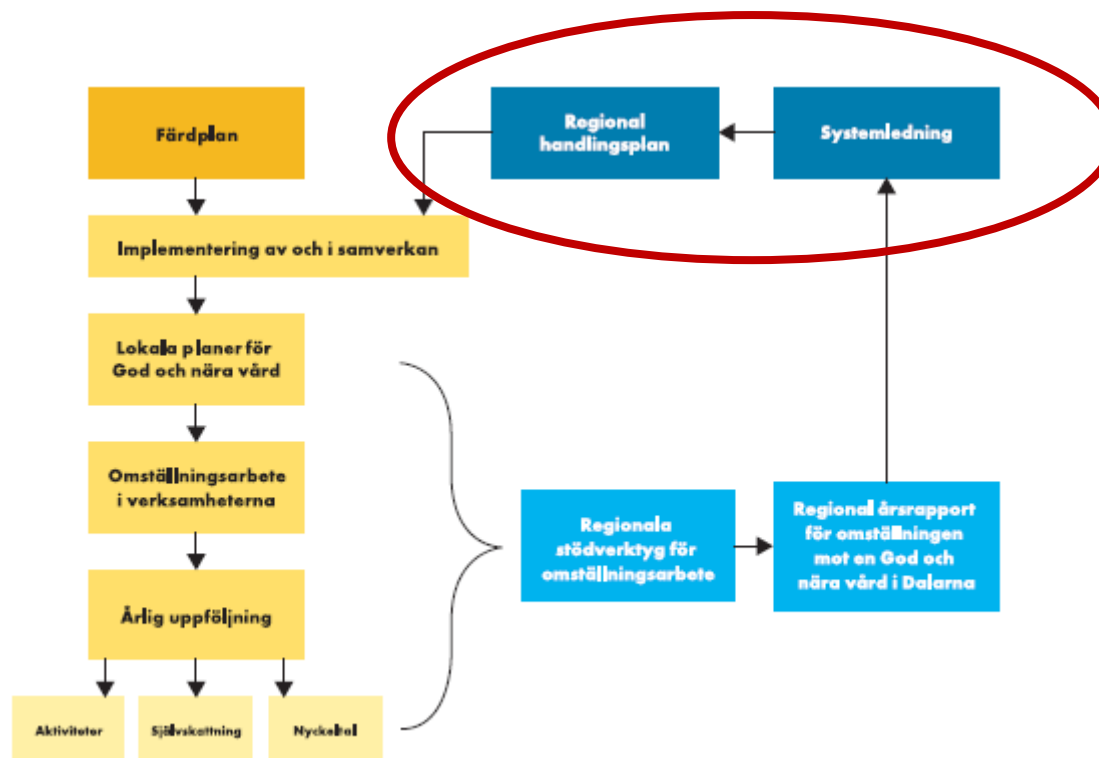 Färdplan
Regional
handlingsplan
Systemledning
Implementering av och i samverkan
Lokala planer för
God och nära vård
Omställningsarbete
i verksamheterna
Regionala
stödverktyg för
omställningsarbete
Regional årsrapport
för omställningen
mot en God och
nära vård i Dalarna
Årlig uppföljning
Aktiviteter
Självskattning
Nyckeltal